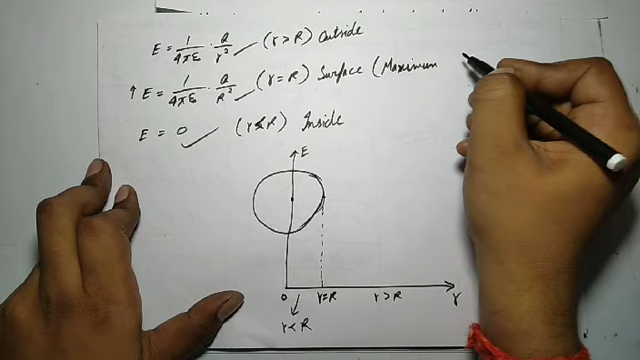 E = 1/4πε · Q/r² (r > R) Outside
↑ E = 1/4πε · Q/R² (r = R) Surface (Maximum
E = 0 (r < R) Inside
E
0 r=R r>R r
r<R